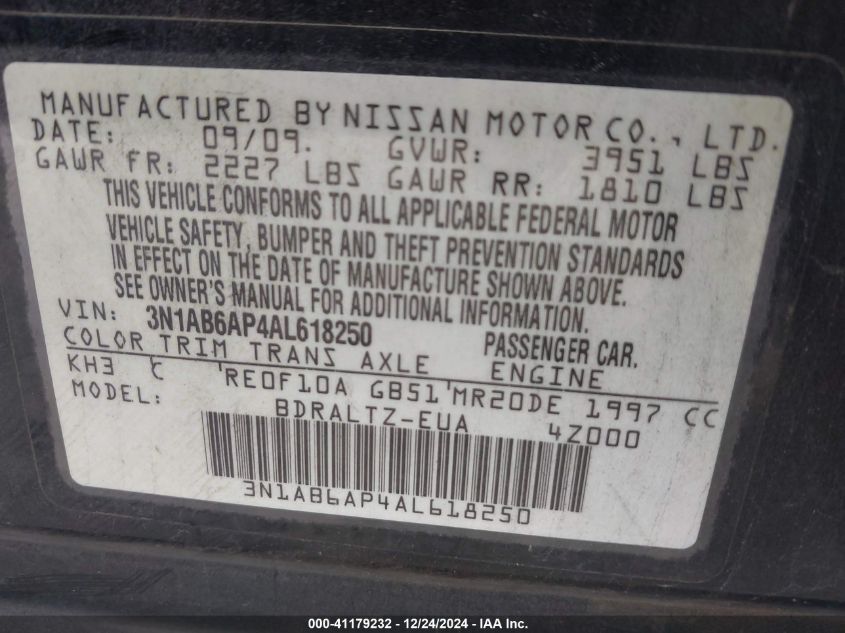 MANUFACTURED BY NISSAN MOTOR CO., LTD.
DATE: 09/09. GVWR: 3951 LBS
GAWR FR: 2227 LBS GAWR RR: 1810 LBS
THIS VEHICLE CONFORMS TO ALL APPLICABLE FEDERAL MOTOR
VEHICLE SAFETY, BUMPER AND THEFT PREVENTION STANDARDS
IN EFFECT ON THE DATE OF MANUFACTURE SHOWN ABOVE.
SEE OWNER'S MANUAL FOR ADDITIONAL INFORMATION.
VIN: 3N1AB6AP4AL618250 PASSENGER CAR.
COLOR TRIM TRANS AXLE ENGINE
KH3 C RE0F10A GB51 MR20DE 1997 CC
MODEL: BDRALTZ-EUA 4Z000
3N1AB6AP4AL618250
000-41179232 - 12/24/2024 - IAA Inc.